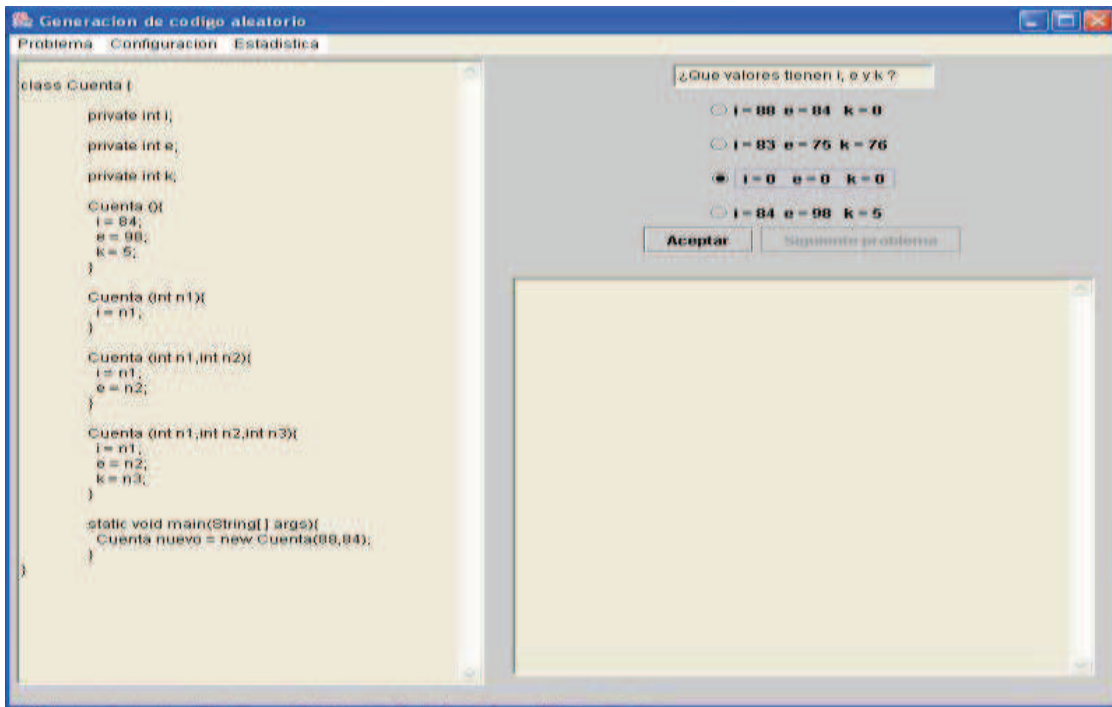 Generacion de codigo aleatorio
Problema Configuracion Estadistica
class Cuenta {
private int i;
private int e;
private int k;
Cuenta (){
i = 84;
e = 98;
k = 5;
}
Cuenta (int n1){
i = n1;
}
Cuenta (int n1,int n2){
i = n1;
e = n2;
}
Cuenta (int n1,int n2,int n3){
i = n1;
e = n2;
k = n3;
}
static void main(String[] args){
Cuenta nuevo = new Cuenta(88,84);
}
}
¿Que valores tienen i, e y k ?
i = 88 e = 84 k = 0
i = 83 e = 75 k = 76
i = 0 e = 0 k = 0
i = 84 e = 98 k = 5
Aceptar Siguiente problema